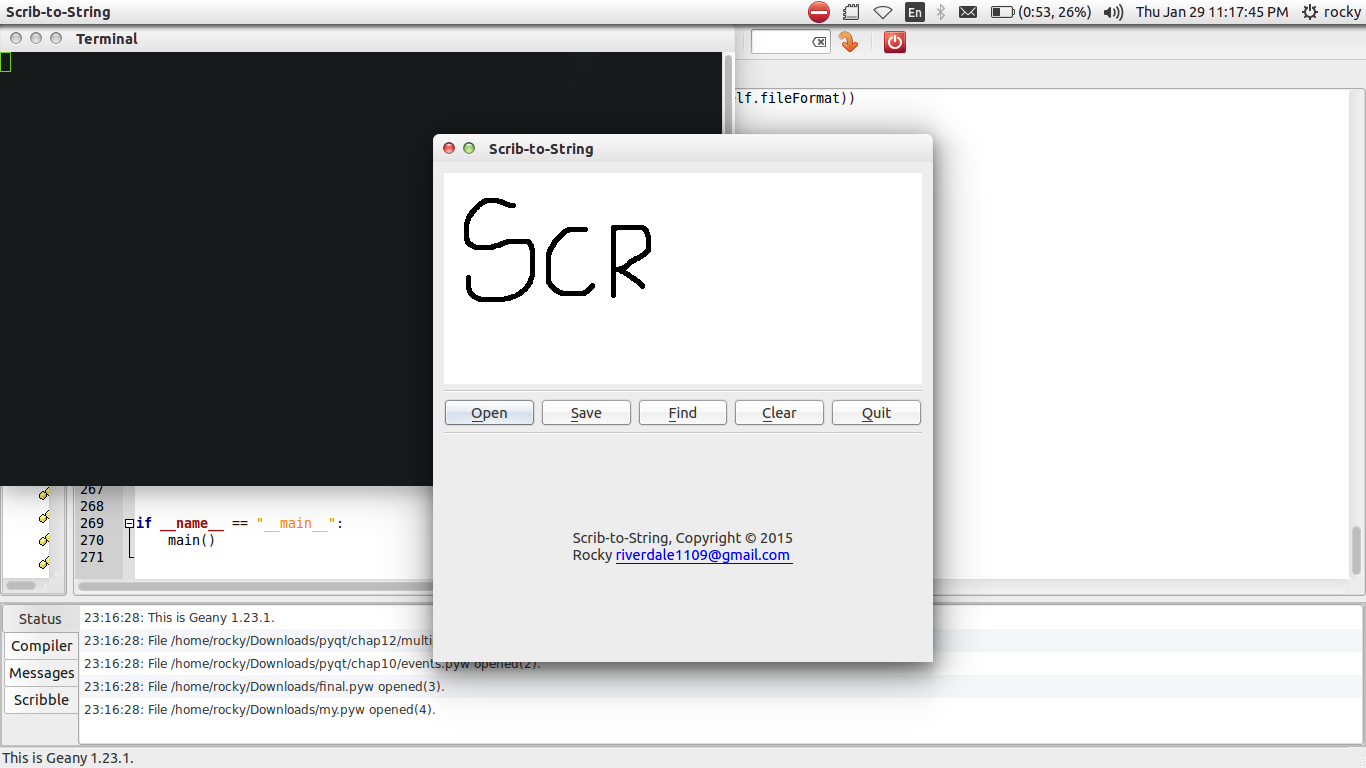 Scrib-to-String
En
(0:53, 26%)
Thu Jan 29 11:17:45 PM
rocky
Terminal
lf.fileFormat))
Scrib-to-String
SCR
Open Save Find Clear Quit
Scrib-to-String, Copyright © 2015
Rocky riverdale1109@gmail.com
267
268
269 if __name__ == "__main__":
270 main()
271
Status
Compiler
Messages
Scribble
23:16:28: This is Geany 1.23.1.
23:16:28: File /home/rocky/Downloads/pyqt/chap12/multi
23:16:28: File /home/rocky/Downloads/pyqt/chap10/events.pyw opened(2).
23:16:28: File /home/rocky/Downloads/final.pyw opened(3).
23:16:28: File /home/rocky/Downloads/my.pyw opened(4).
This is Geany 1.23.1.